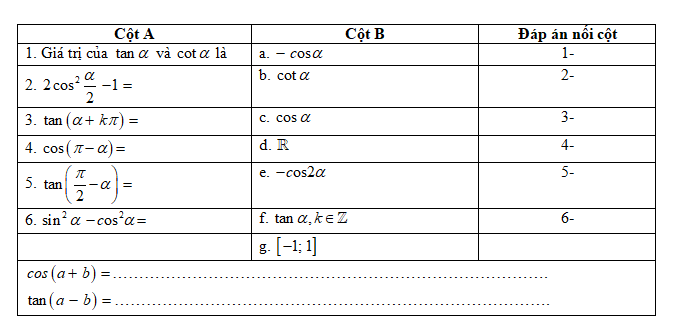 Cột A Cột B Đáp án nối cột
1. Giá trị của tan α và cot α là a. − cosα 1-
2. 2cos² α/2 −1 = b. cot α 2-
3. tan(α+ kπ) = c. cos α 3-
4. cos(π−α)= d. ℝ 4-
5. tan(π/2 −α) = e. −cos2α 5-
6. sin² α −cos²α= f. tan α,k∈ℤ 6-
g. [−1;1]
cos(a+ b) =……………………………………………………………………
tan(a − b) =……………………………………………………………………